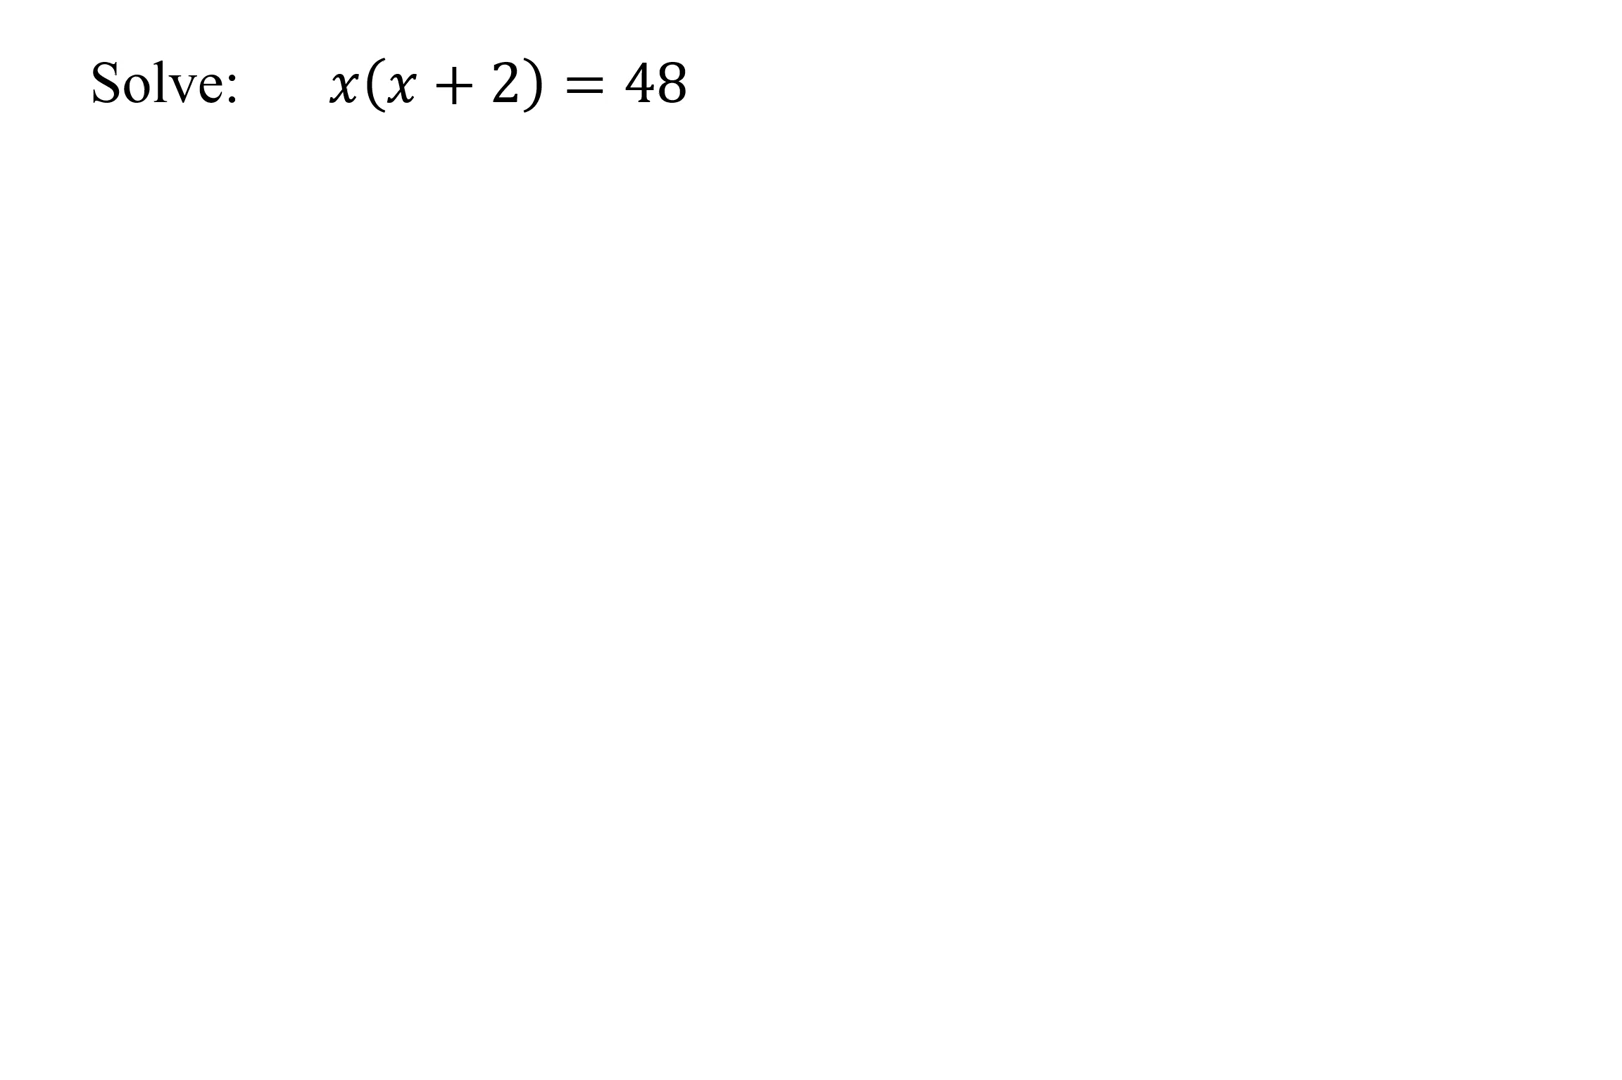 Solve: x(x + 2) = 48